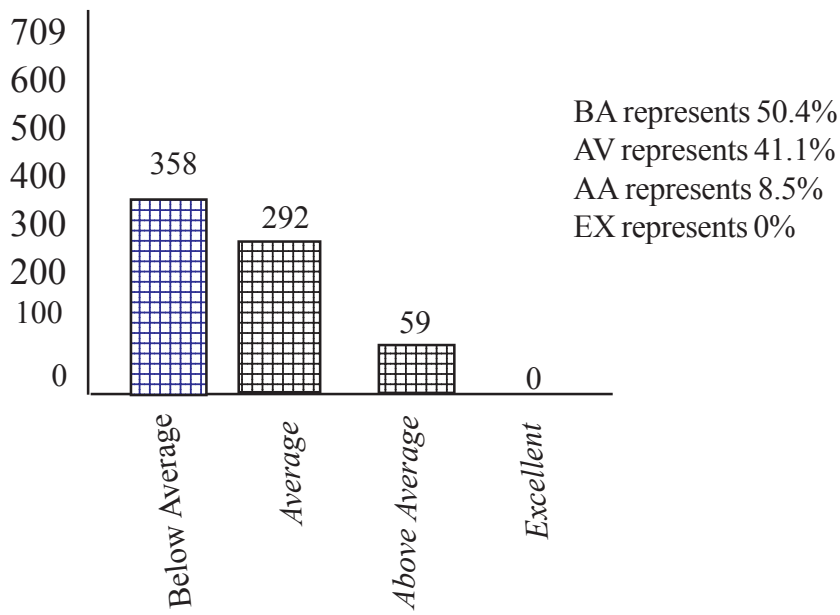 709
600
500
400
300
200
100
0
358
292
59
0
BA represents 50.4%
AV represents 41.1%
AA represents 8.5%
EX represents 0%
Below Average
Average
Above Average
Excellent